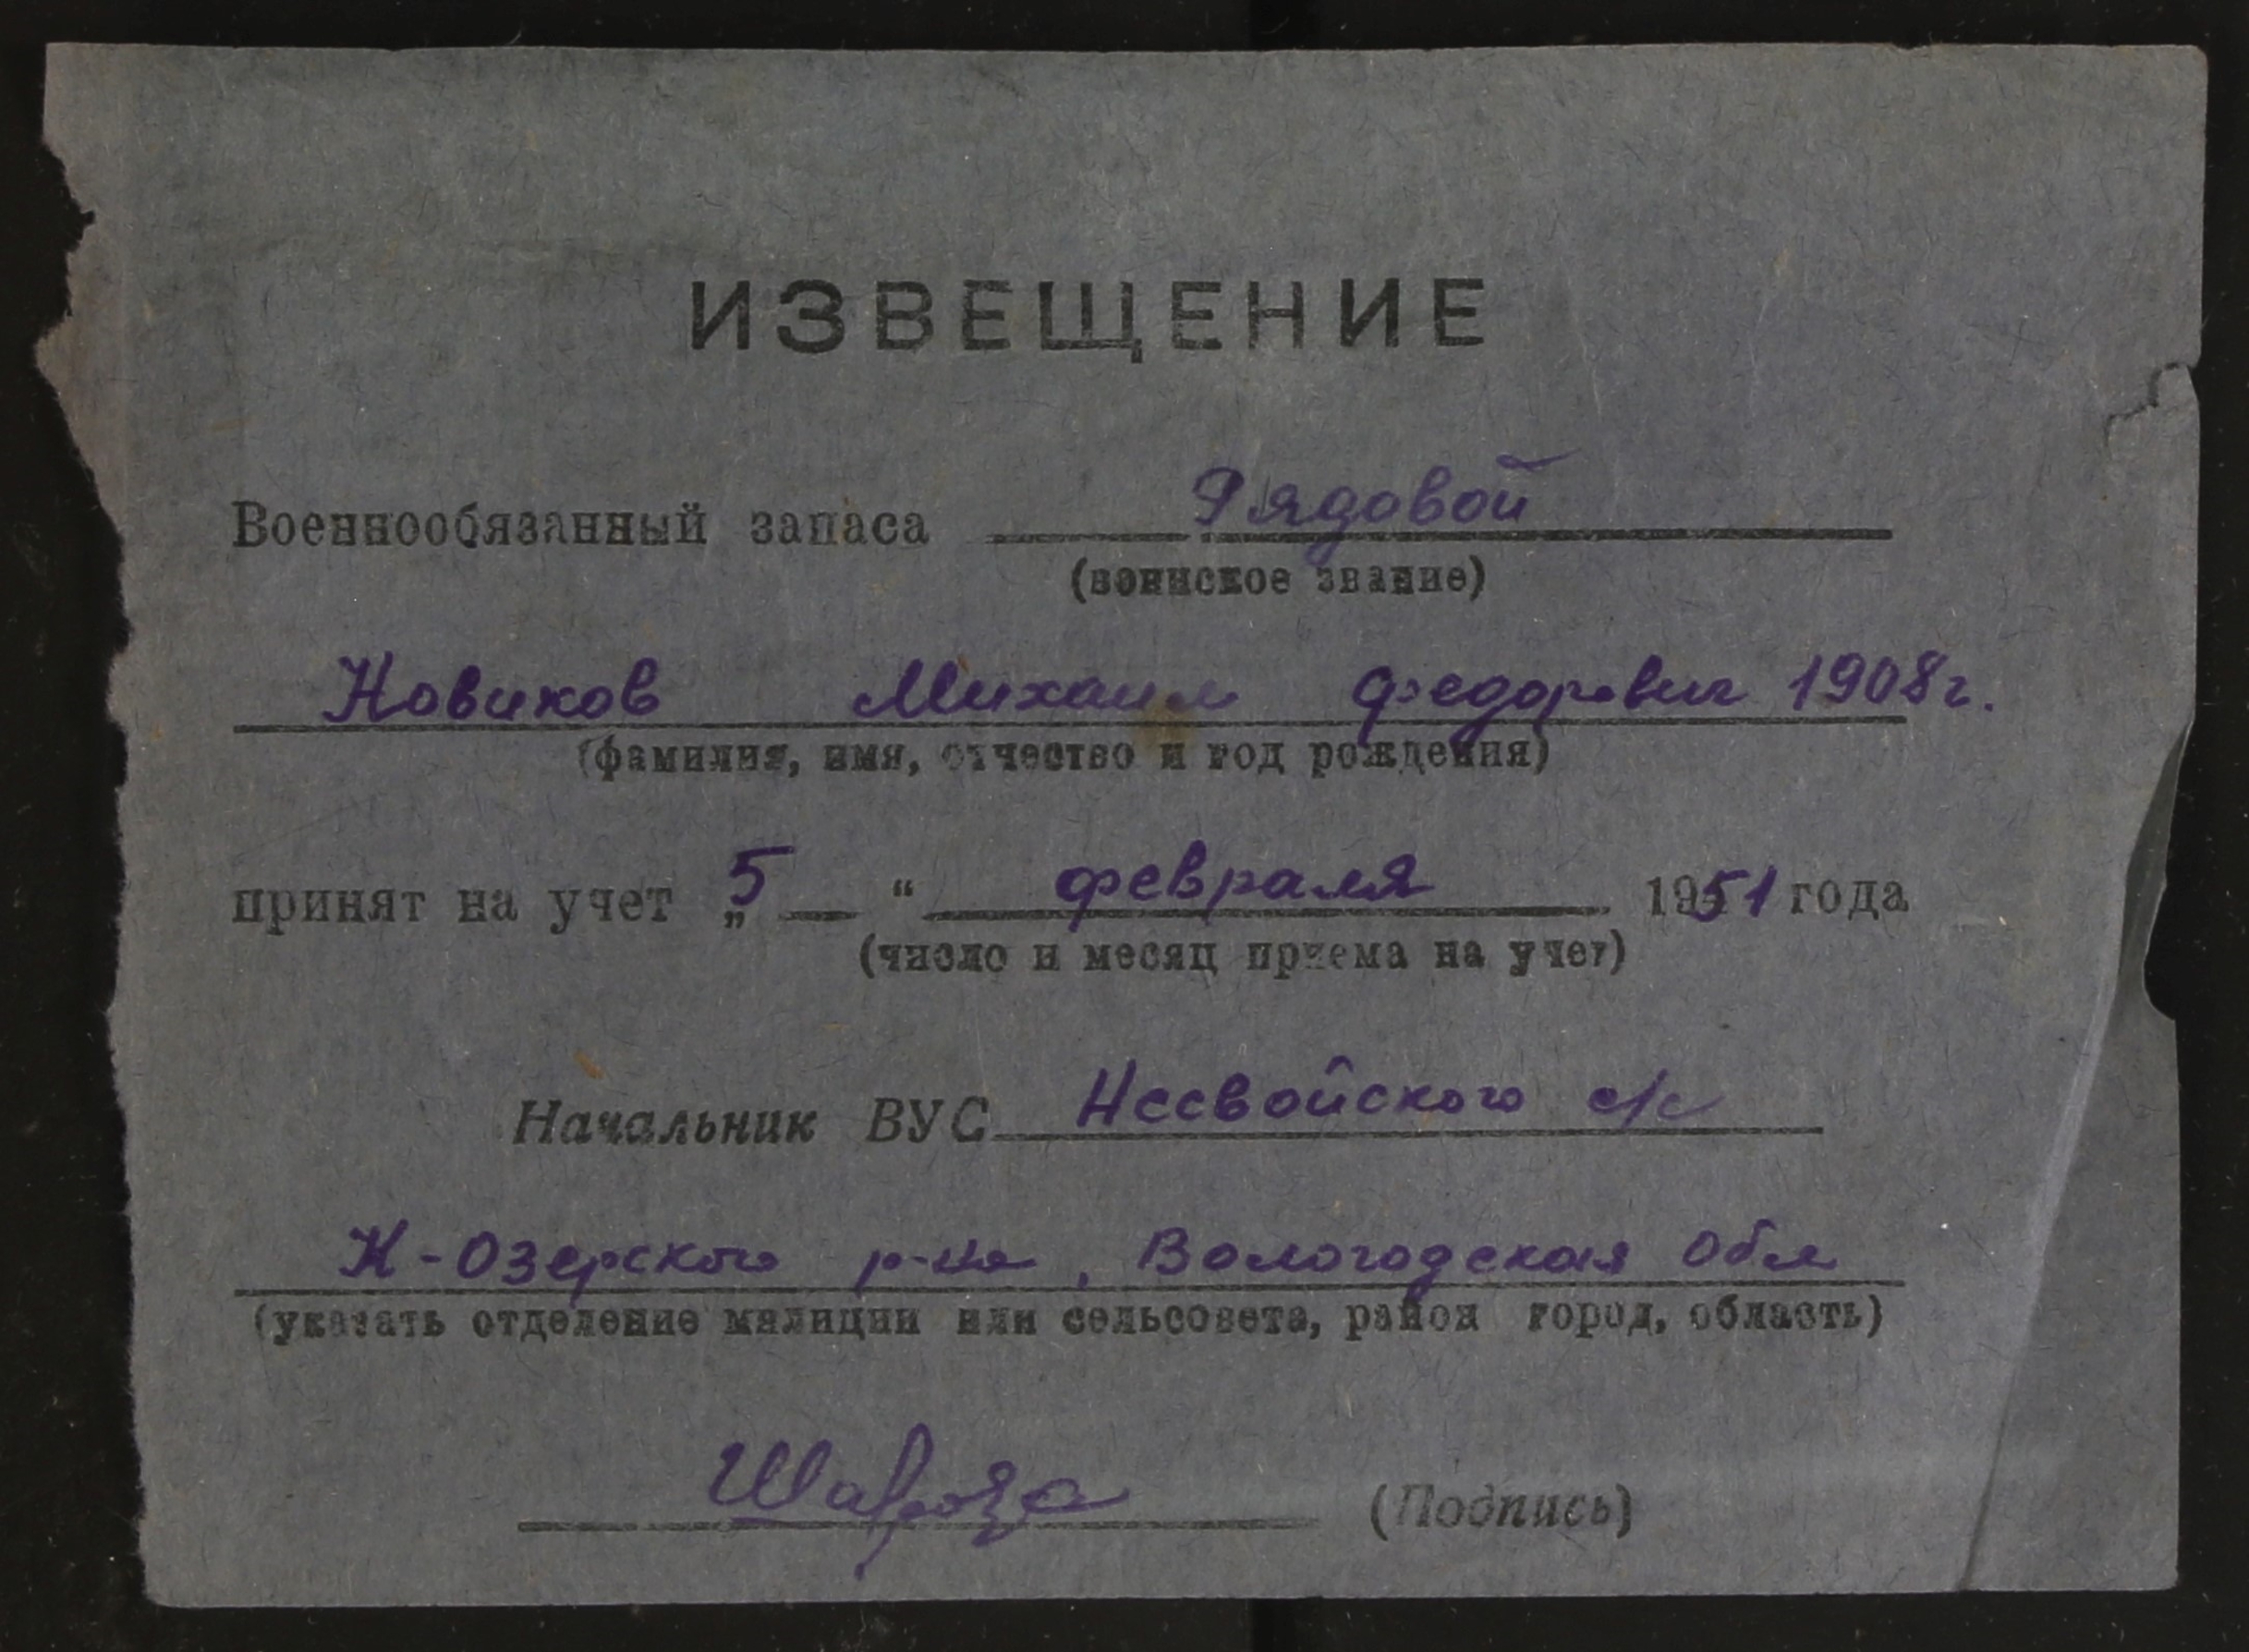 ИЗВЕЩЕНИЕ
Военнообязанный запаса Рядовой
(воинское звание)
Новиков Михаил Федорович 1908 г.
(фамилия, имя, отчество и год рождения)
принят на учет „5“ февраля 1951 года
(число и месяц приема на учет)
Начальник ВУС Несвойского с/с
К-Озерского р-на, Вологодская обл
(указать отделение милиции или сельсовета, район город, область)
(Подпись)